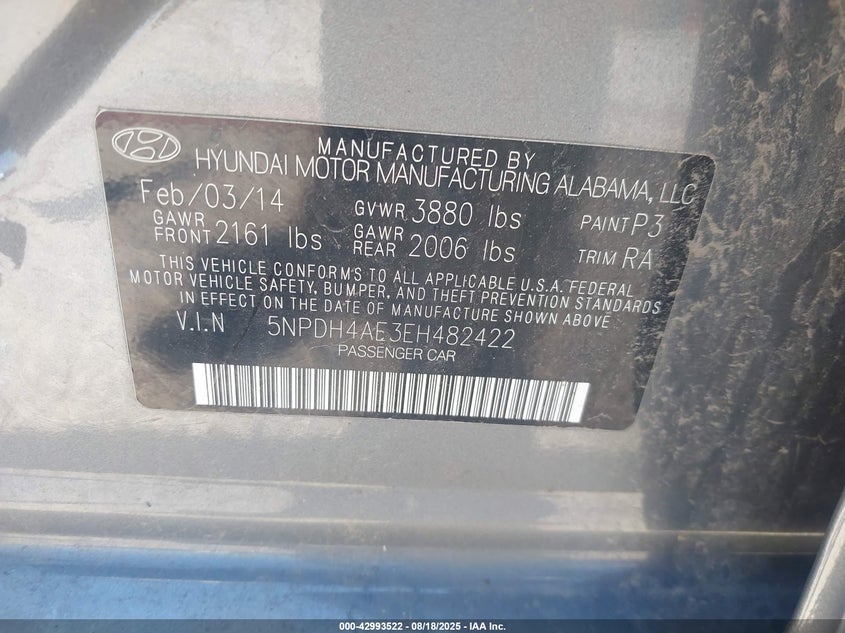 MANUFACTURED BY
HYUNDAI MOTOR MANUFACTURING ALABAMA, LLC
Feb/03/14 GVWR 3880 lbs PAINT P3
GAWR FRONT 2161 lbs GAWR REAR 2006 lbs TRIM RA
THIS VEHICLE CONFORMS TO ALL APPLICABLE U.S.A. FEDERAL
MOTOR VEHICLE SAFETY, BUMPER, AND THEFT PREVENTION STANDARDS
IN EFFECT ON THE DATE OF MANUFACTURE SHOWN ABOVE
V.I.N 5NPDH4AE3EH482422
PASSENGER CAR
000-42993522 - 08/18/2025 - IAA Inc.